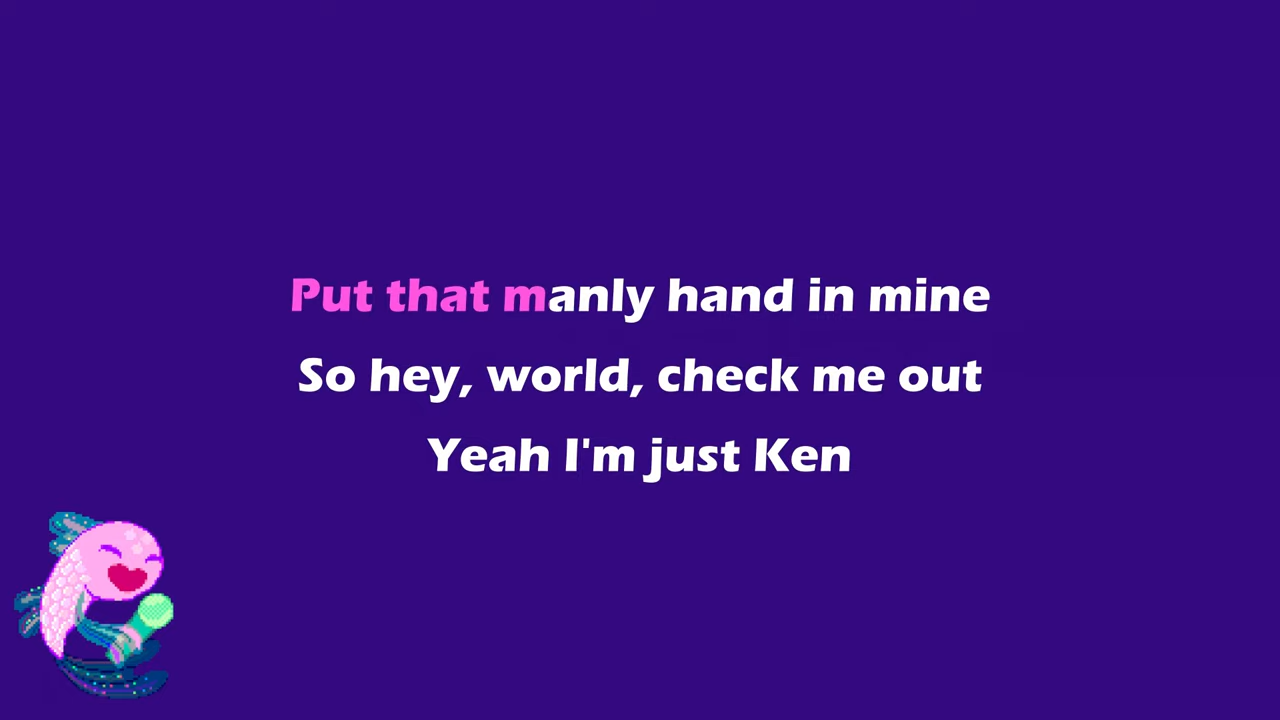 Put that manly hand in mine
So hey, world, check me out
Yeah I'm just Ken